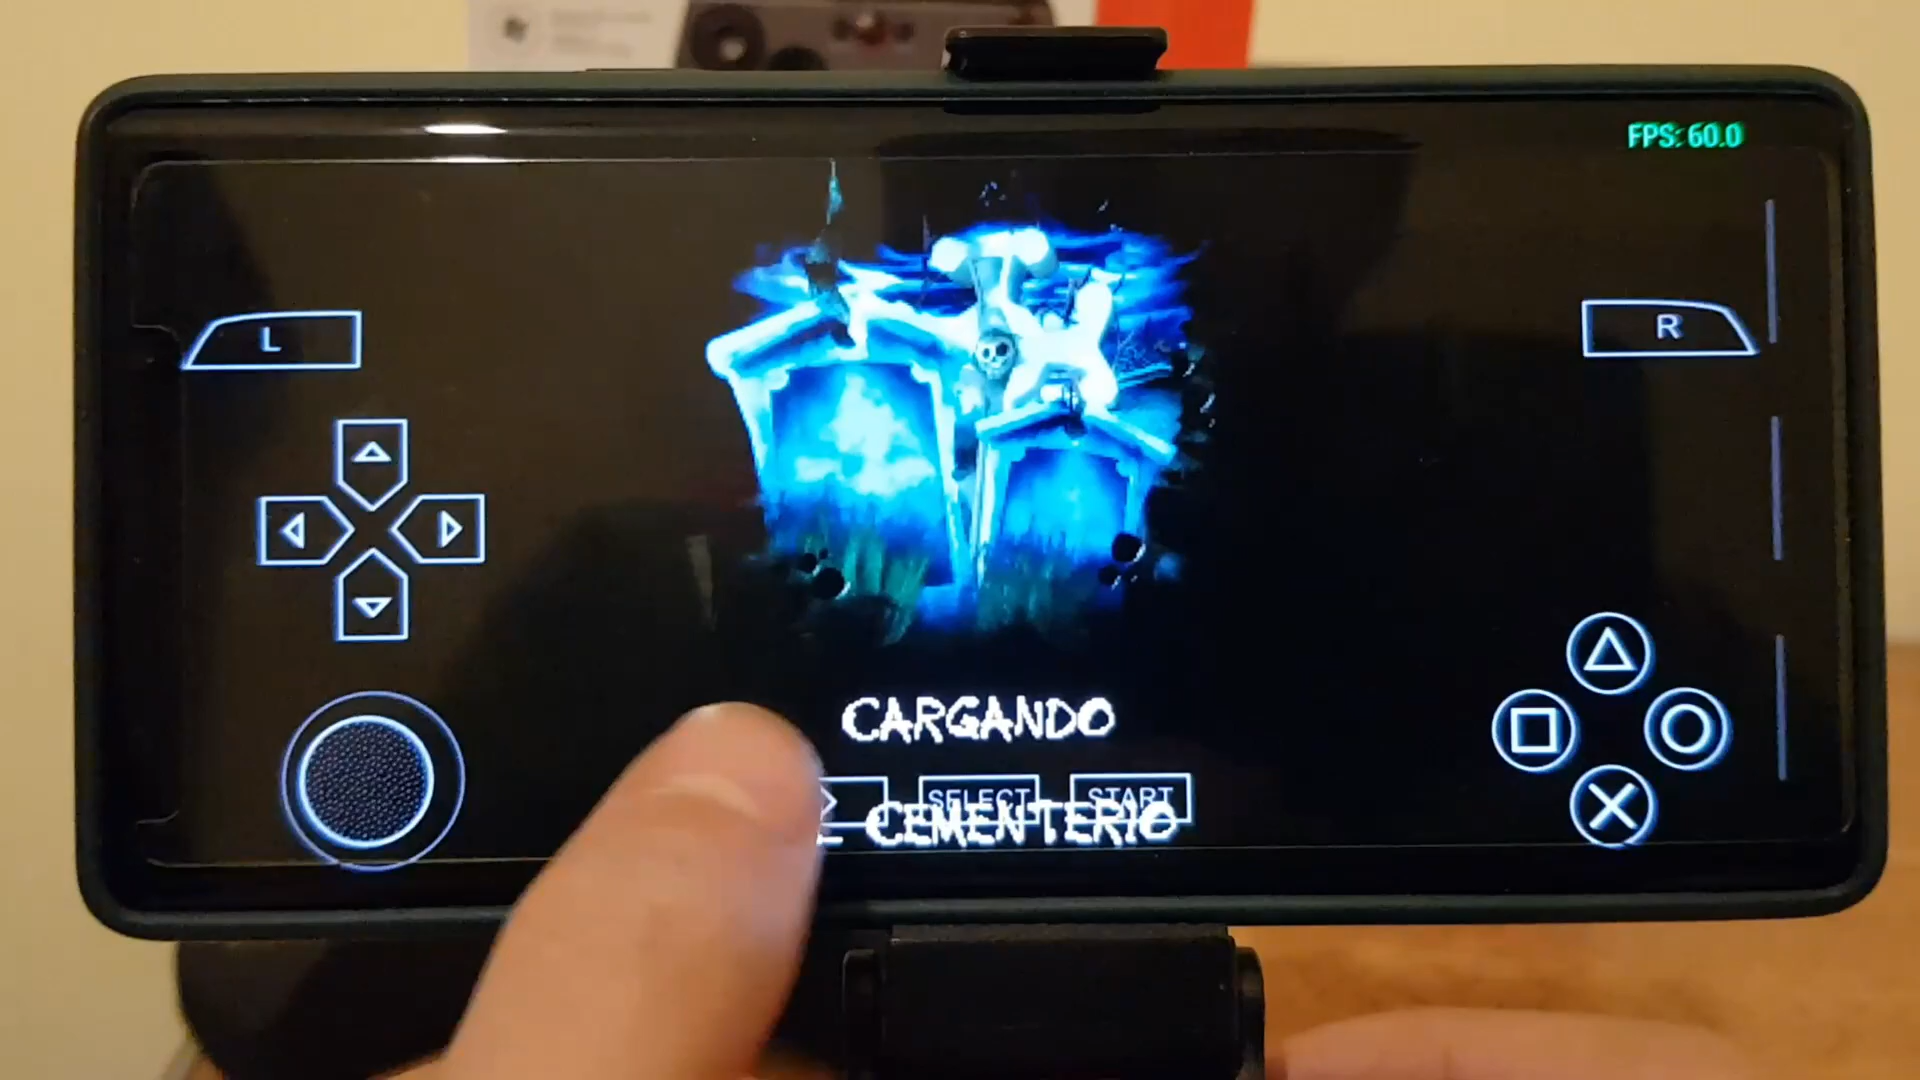 FPS: 60.0
L
R
CARGANDO
SELECT
START
CEMENTERIO